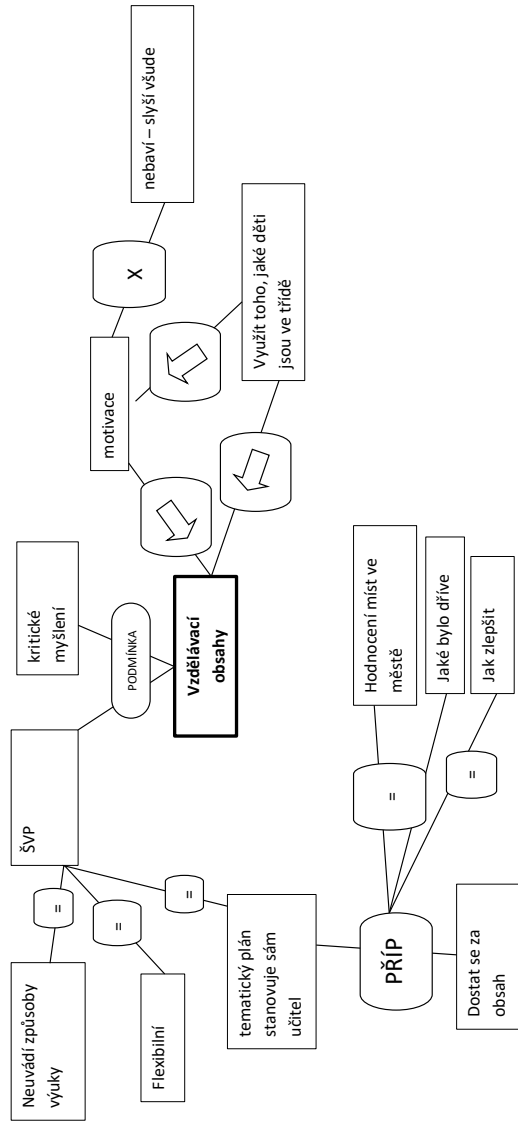 Neuvádí způsoby
výuky
=
Flexibilní
=
ŠVP
=
tematický plán
stanovuje sám
učitel
PŘÍP
Dostat se za
obsah
=
Hodnocení míst ve
městě
Jaké bylo dříve
=
Jak zlepšit
kritické
myšlení
PODMÍNKA
Vzdělávací
obsahy
motivace
X
nebaví – slyší všude
Využít toho, jaké děti
jsou ve třídě